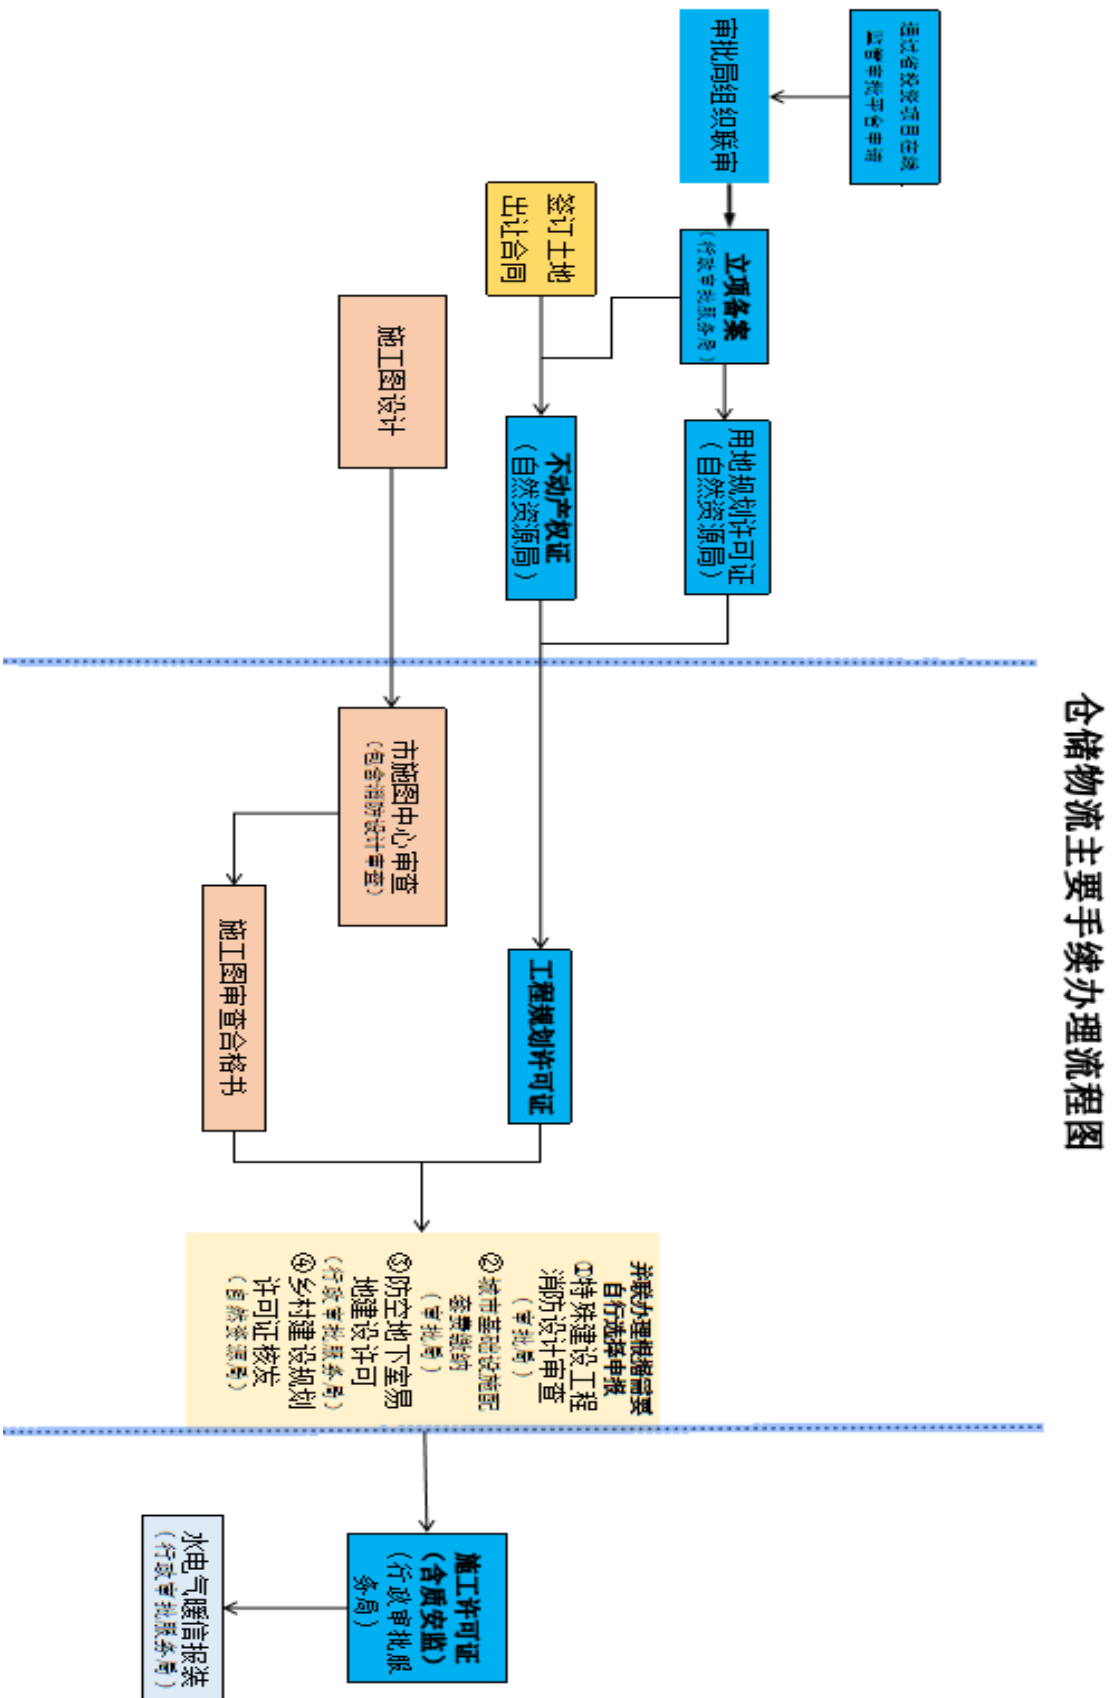 仓储物流主要手续办理流程图
通过省投资项目在线
监管审批平台申请
审批局组织联审
立项备案
（行政审批服务局）
用地规划许可证
（自然资源局）
签订土地
出让合同
不动产权证
（自然资源局）
施工图设计
市施图中心审查
（包含消防设计审查）
施工图审查合格书
工程规划许可证
并联办理根据需要
自行选择申报
①特殊建设工程
消防设计审查
（审批局）
②城市基础设施配
套费缴纳
（审批局）
③防空地下室易
地建设许可
（行政审批服务局）
④乡村建设规划
许可证核发
（自然资源局）
施工许可证
（含质安监）
（行政审批服
务局）
水电气暖信报装
（行政审批服务局）